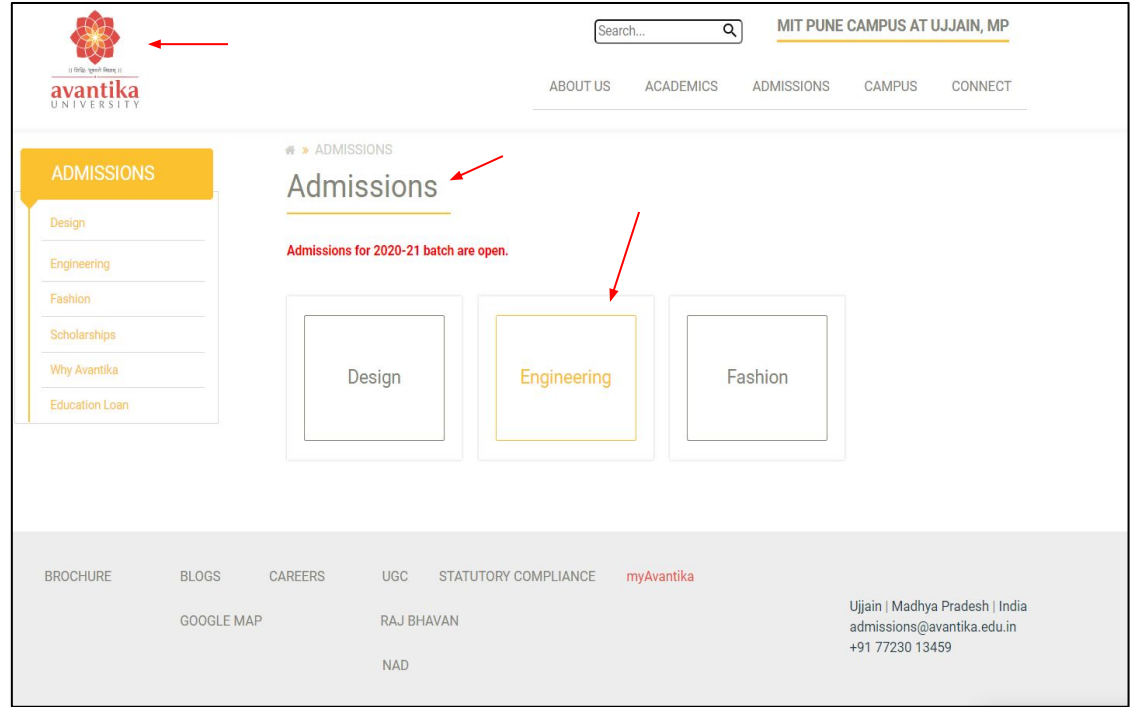 Search...
MIT PUNE CAMPUS AT UJJAIN, MP
avantika
UNIVERSITY
ABOUT US ACADEMICS ADMISSIONS CAMPUS CONNECT
» ADMISSIONS
Admissions
Admissions for 2020-21 batch are open.
ADMISSIONS
Design
Engineering
Fashion
Scholarships
Why Avantika
Education Loan
Design Engineering Fashion
BROCHURE BLOGS CAREERS UGC STATUTORY COMPLIANCE myAvantika
GOOGLE MAP RAJ BHAVAN
NAD
Ujjain | Madhya Pradesh | India
admissions@avantika.edu.in
+91 77230 13459